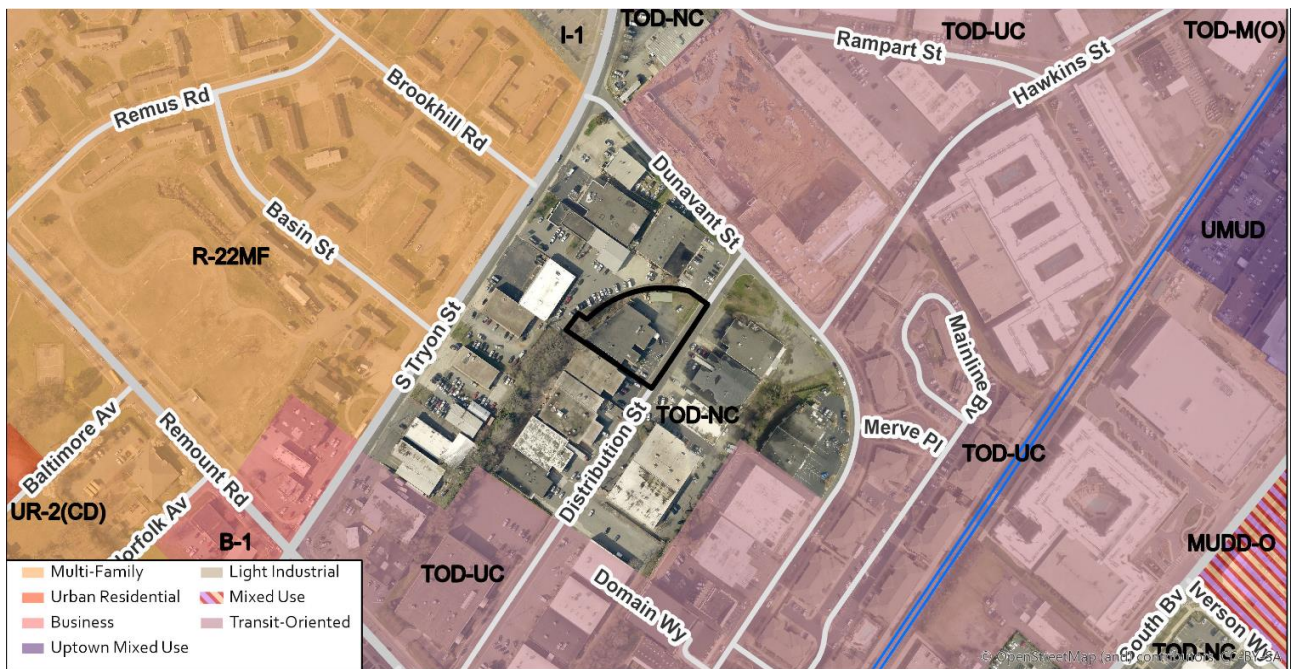 TOD-NC
I-1
Rampart St
TOD-UC
TOD-M(O)
Hawkins St
Brookhill Rd
Remus Rd
Dunavant St
Basin St
R-22MF
UMUD
S Tryon St
Mainline Bv
TOD-NC
Merve Pl
Baltimore Av
Remount Rd
Distribution St
TOD-UC
UR-2(CD)
Norfolk Av
B-1
MUDD-O
TOD-UC
Domain Wy
South Bv
TOD-NC
Multi-Family
Urban Residential
Business
Uptown Mixed Use
Light Industrial
Mixed Use
Transit-Oriented
© OpenStreetMap (and) contributors, CC-BY-SA